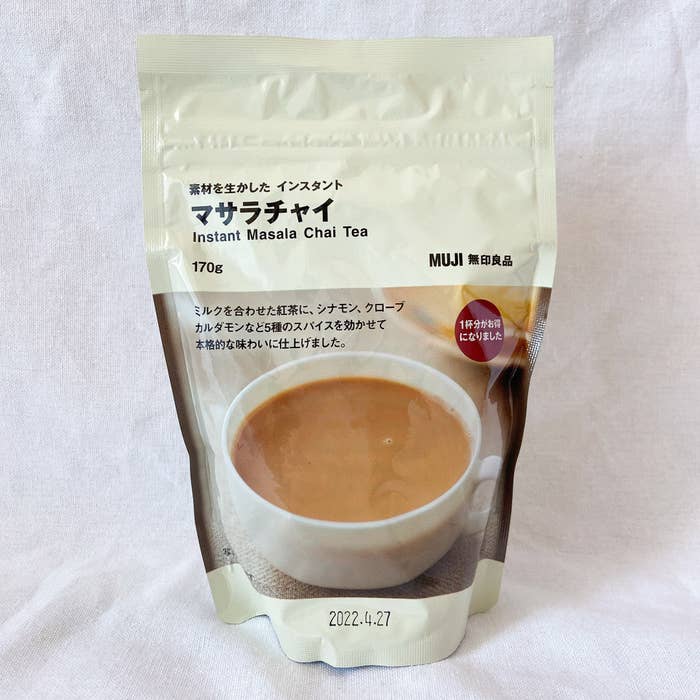 素材を生かした インスタント
マサラチャイ
Instant Masala Chai Tea
170g
MUJI 無印良品
ミルクを合わせた紅茶に、シナモン、クローブ
カルダモンなど5種のスパイスを効かせて
本格的な味わいに仕上げました。
1杯分がお得
になりました
2022.4.27